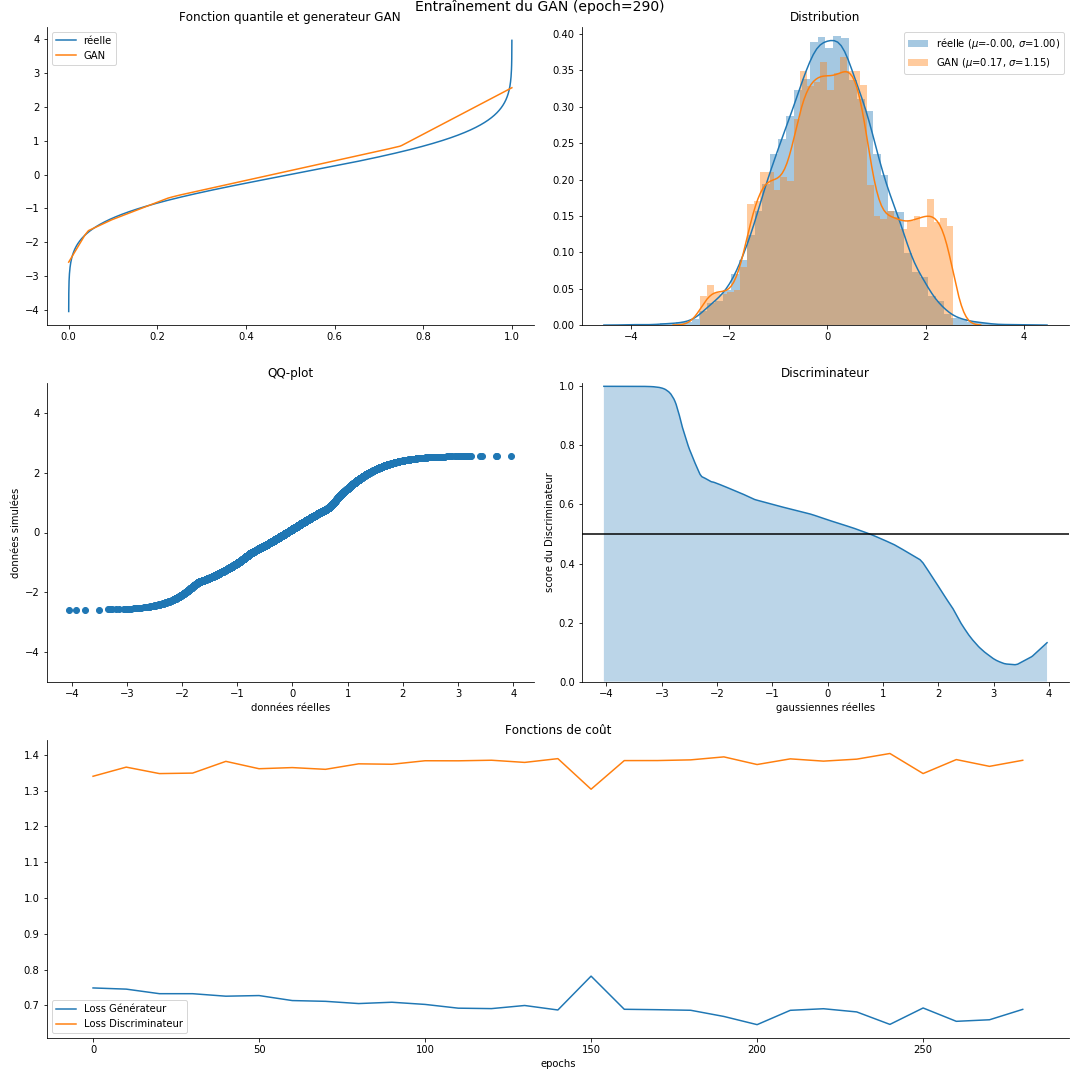 Entraînement du GAN (epoch=290)
Fonction quantile et generateur GAN
réelle
GAN
4
3
2
1
0
−1
−2
−3
−4
0.0 0.2 0.4 0.6 0.8 1.0
Distribution
réelle (μ=-0.00, σ=1.00)
GAN (μ=0.17, σ=1.15)
0.40
0.35
0.30
0.25
0.20
0.15
0.10
0.05
0.00
−4 −2 0 2 4
QQ-plot
données simulées
4
2
0
−2
−4
−4 −3 −2 −1 0 1 2 3 4
données réelles
Discriminateur
score du Discriminateur
1.0
0.8
0.6
0.4
0.2
0.0
−4 −3 −2 −1 0 1 2 3 4
gaussiennes réelles
Fonctions de coût
1.4
1.3
1.2
1.1
1.0
0.9
0.8
0.7
Loss Générateur
Loss Discriminateur
0 50 100 150 200 250
epochs